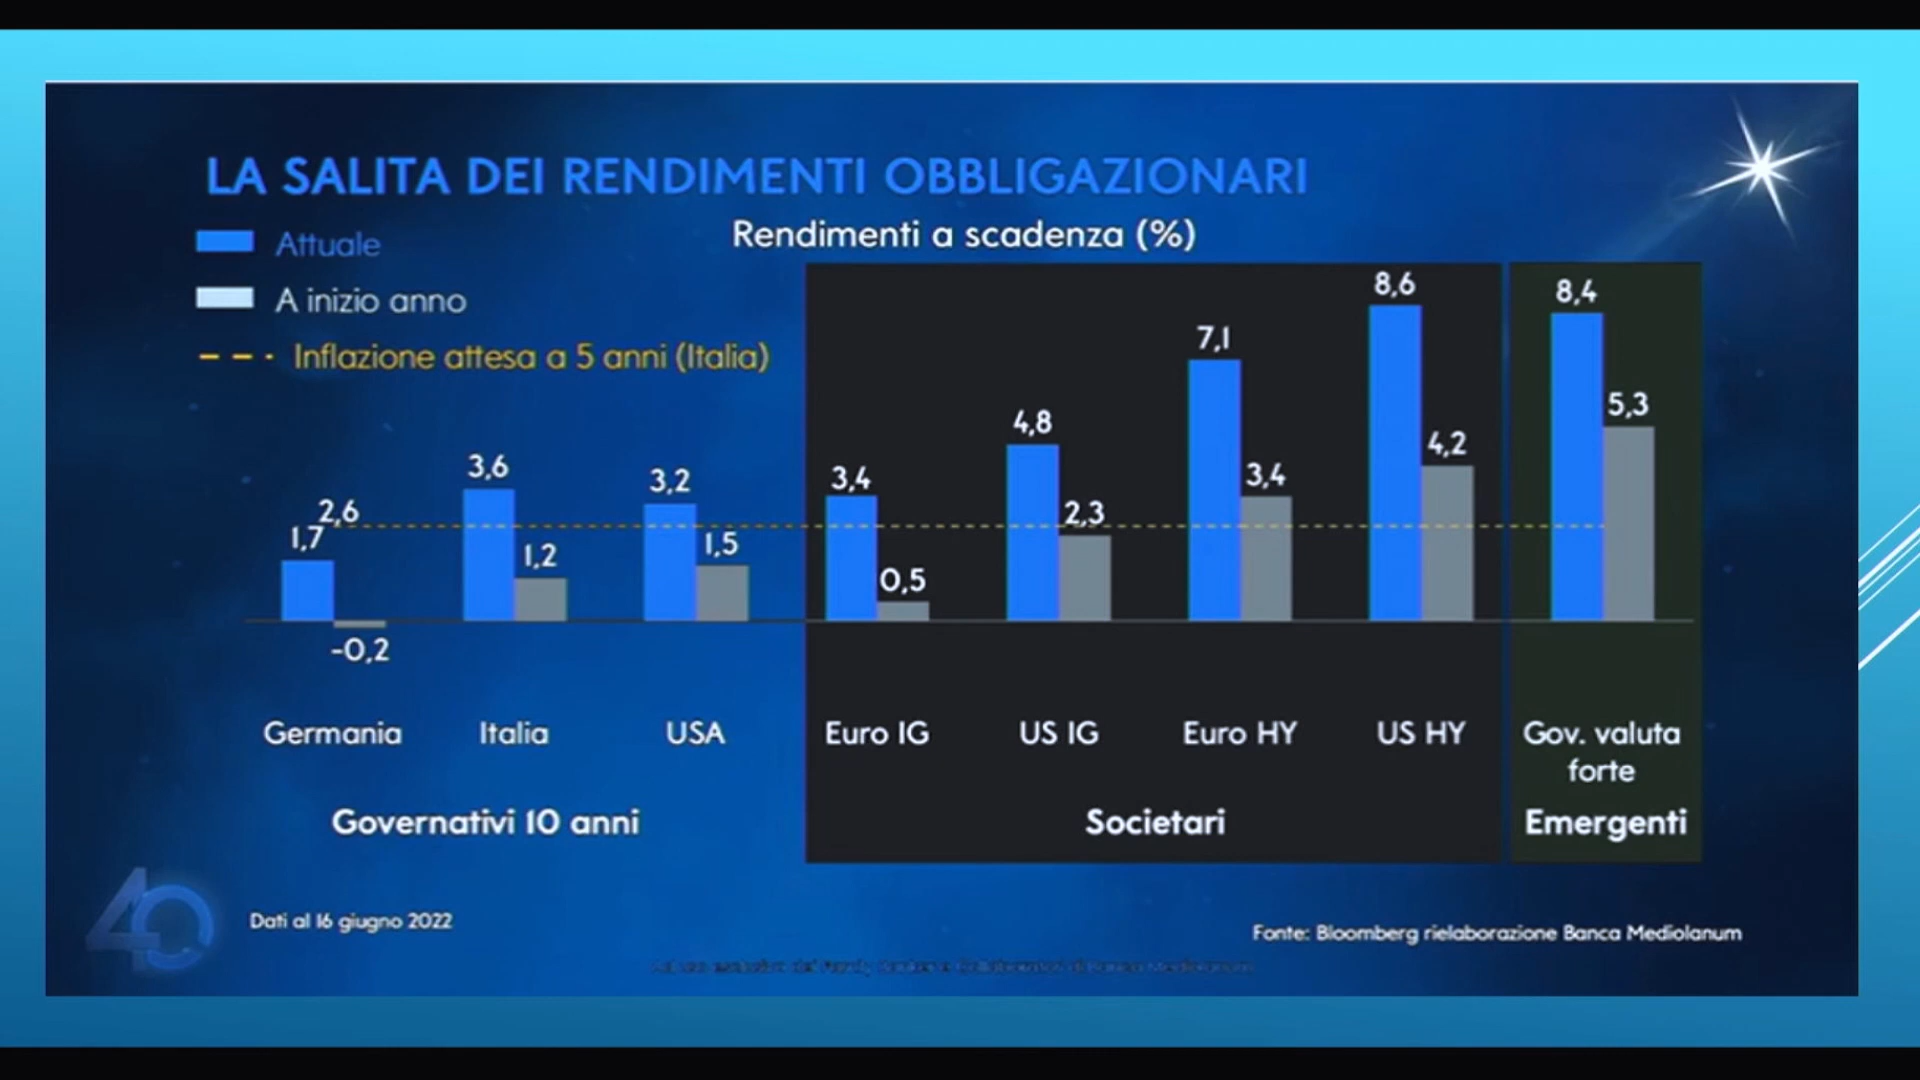 LA SALITA DEI RENDIMENTI OBBLIGAZIONARI
Attuale
A inizio anno
Inflazione attesa a 5 anni (Italia)
Rendimenti a scadenza (%)
2,6
1,7
-0,2
3,6
1,2
3,2
1,5
3,4
0,5
4,8
2,3
7,1
3,4
8,6
4,2
8,4
5,3
Germania
Italia
USA
Euro IG
US IG
Euro HY
US HY
Gov. valuta
forte
Governativi 10 anni
Societari
Emergenti
40
Dati al 16 giugno 2022
Fonte: Bloomberg rielaborazione Banca Mediolanum